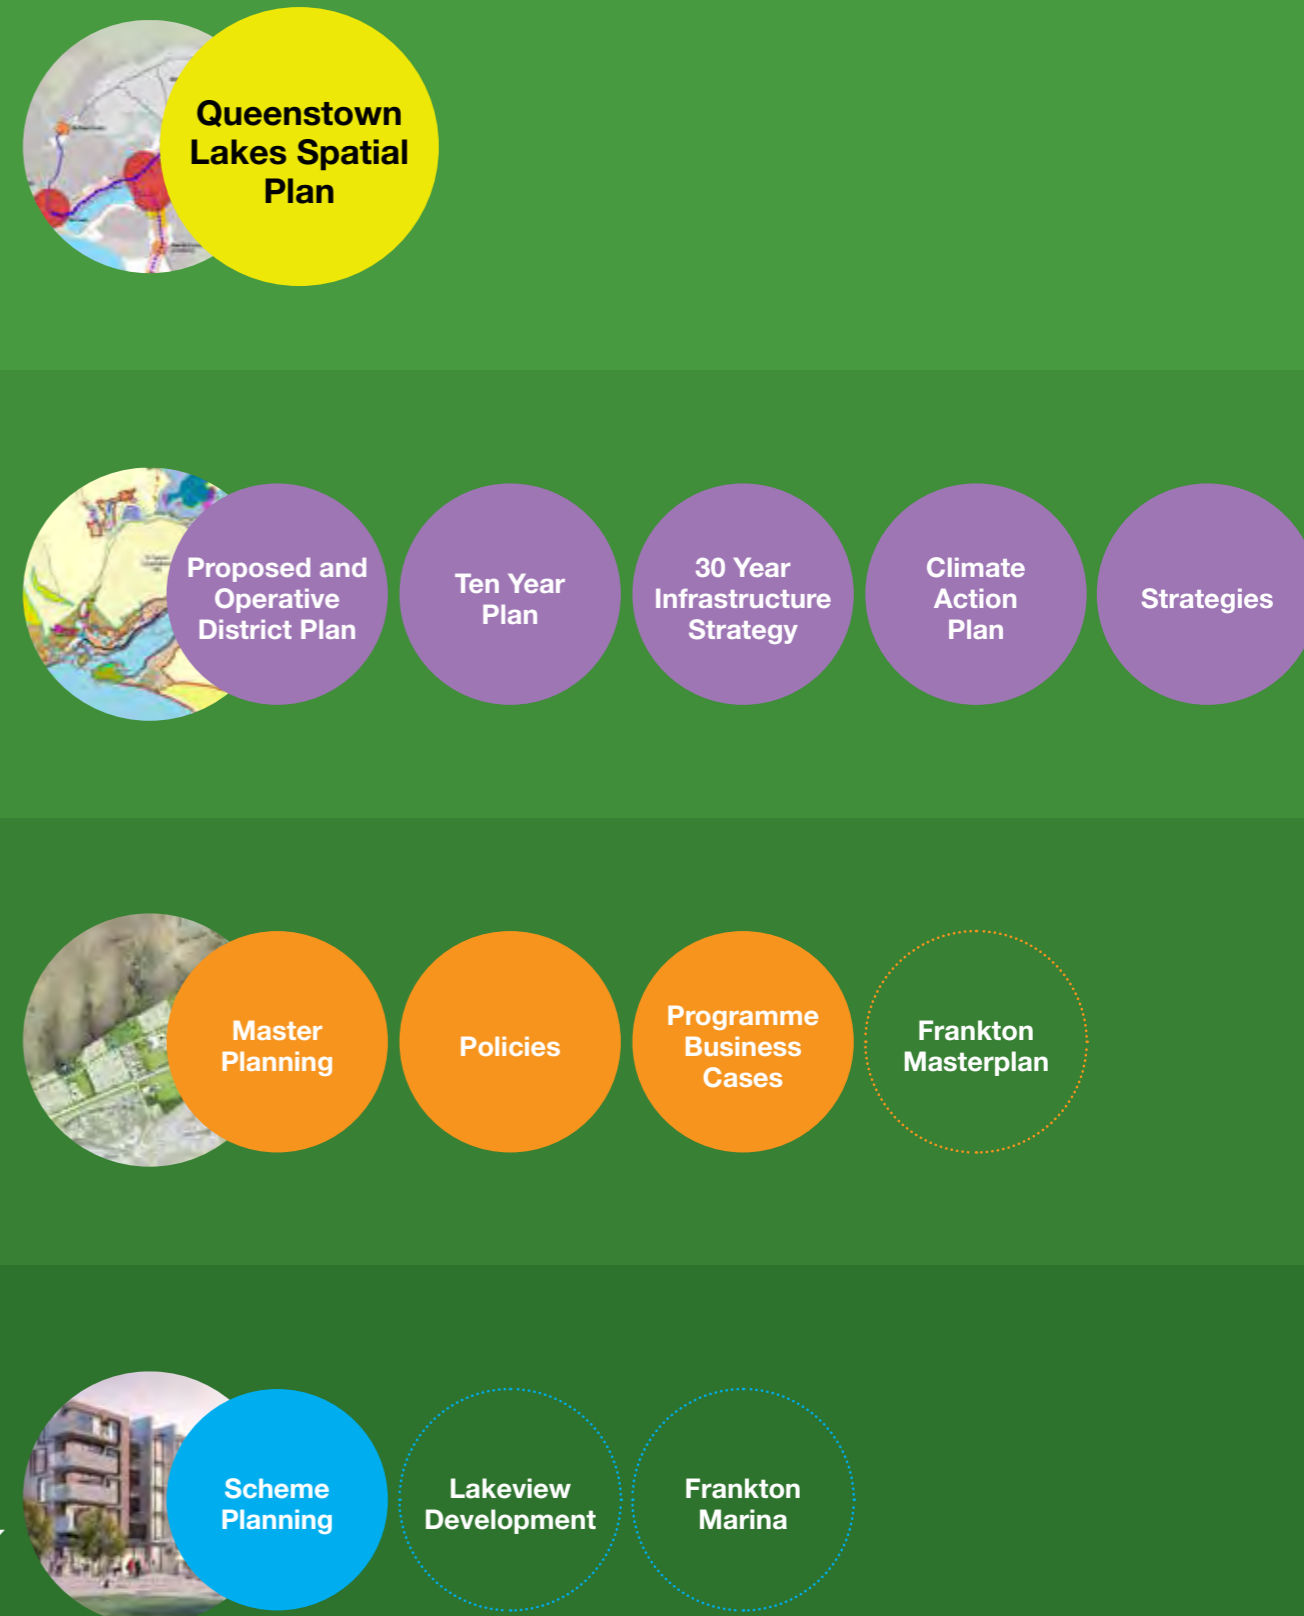 Queenstown
Lakes Spatial
Plan
Proposed and
Operative
District Plan
Ten Year
Plan
30 Year
Infrastructure
Strategy
Climate
Action
Plan
Strategies
Master
Planning
Policies
Programme
Business
Cases
Frankton
Masterplan
Scheme
Planning
Lakeview
Development
Frankton
Marina